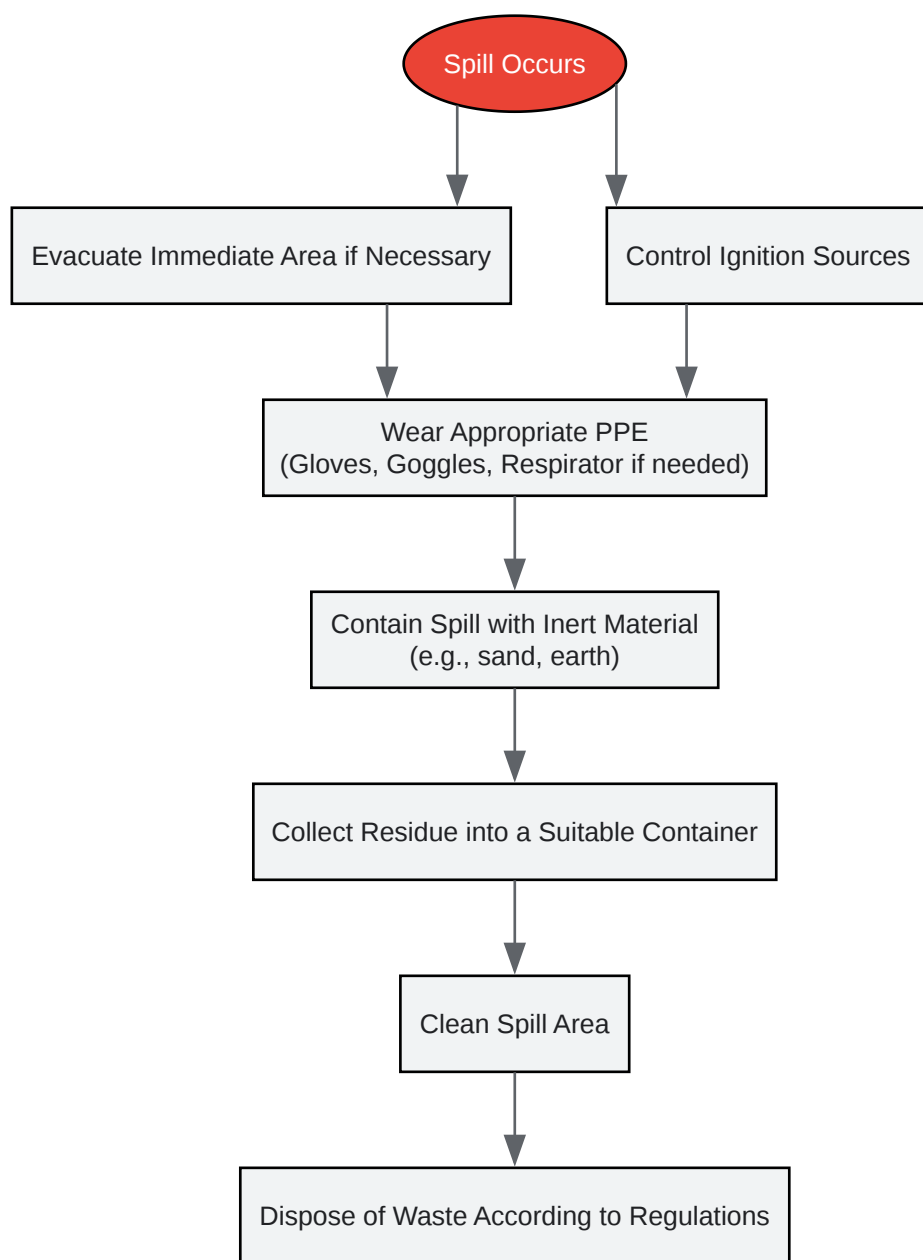 Spill Occurs
Evacuate Immediate Area if Necessary
Control Ignition Sources
Wear Appropriate PPE
(Gloves, Goggles, Respirator if needed)
Contain Spill with Inert Material
(e.g., sand, earth)
Collect Residue into a Suitable Container
Clean Spill Area
Dispose of Waste According to Regulations